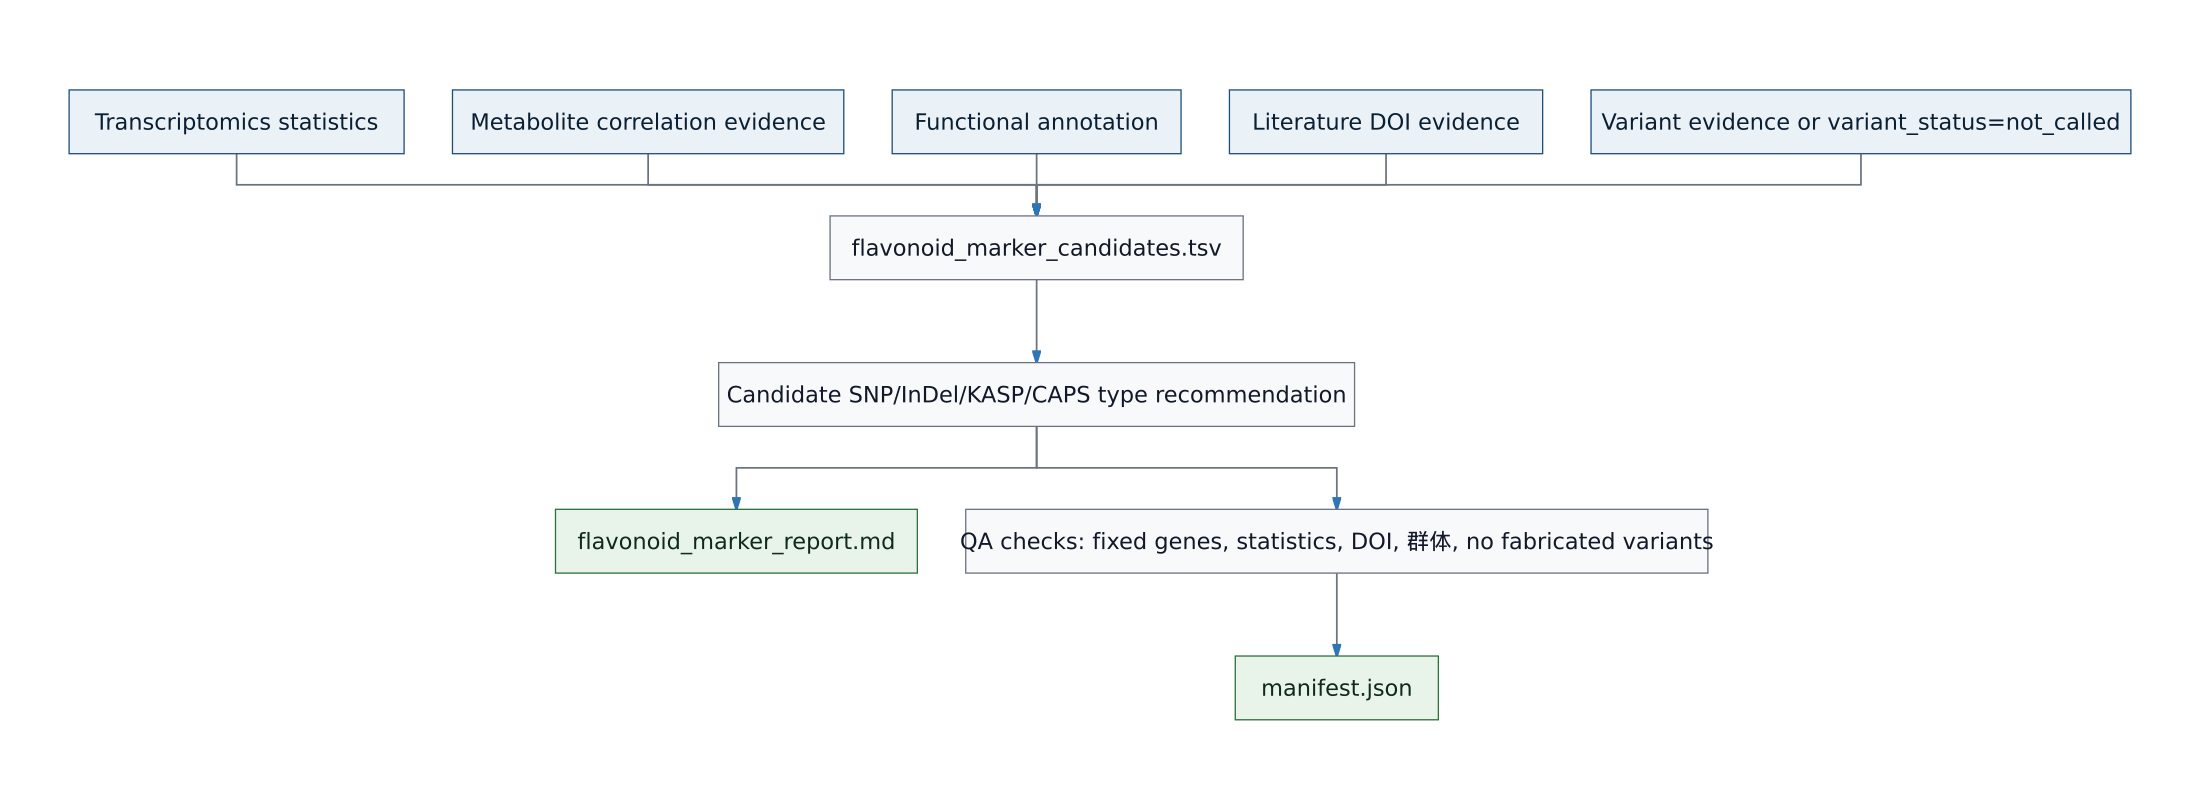 Transcriptomics statistics
Metabolite correlation evidence
Functional annotation
Literature DOI evidence
Variant evidence or variant_status=not_called
flavonoid_marker_candidates.tsv
Candidate SNP/InDel/KASP/CAPS type recommendation
flavonoid_marker_report.md
QA checks: fixed genes, statistics, DOI, 群体, no fabricated variants
manifest.json